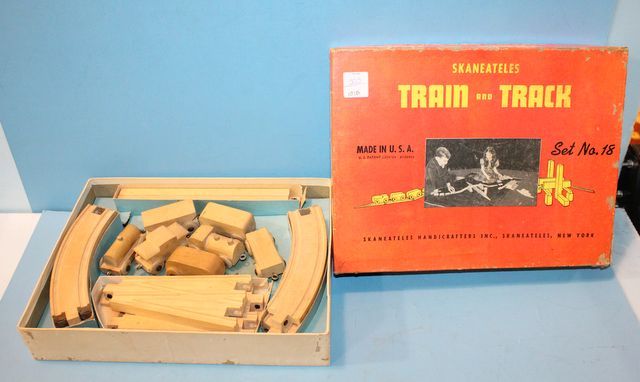 SKANEATELES
TRAIN AND TRACK
MADE IN U.S.A.
Set No. 18
SKANEATELES HANDICRAFTERS INC., SKANEATELES, NEW YORK